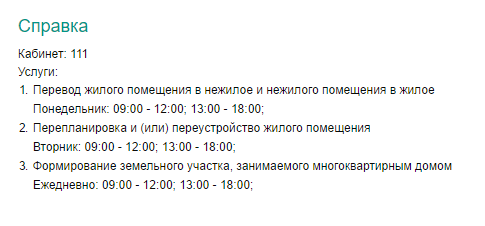 Справка
Кабинет: 111
Услуги:
1. Перевод жилого помещения в нежилое и нежилого помещения в жилое
Понедельник: 09:00 - 12:00; 13:00 - 18:00;
2. Перепланировка и (или) переустройство жилого помещения
Вторник: 09:00 - 12:00; 13:00 - 18:00;
3. Формирование земельного участка, занимаемого многоквартирным домом
Ежедневно: 09:00 - 12:00; 13:00 - 18:00;